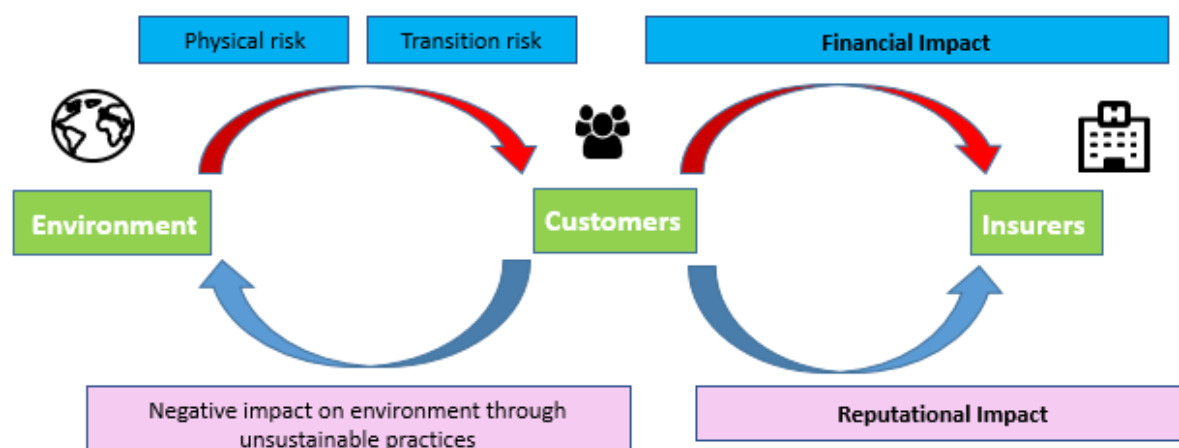 Physical risk
Transition risk
Financial Impact
H
Environment
Customers
Insurers
Negative impact on environment through
unsustainable practices
Reputational Impact